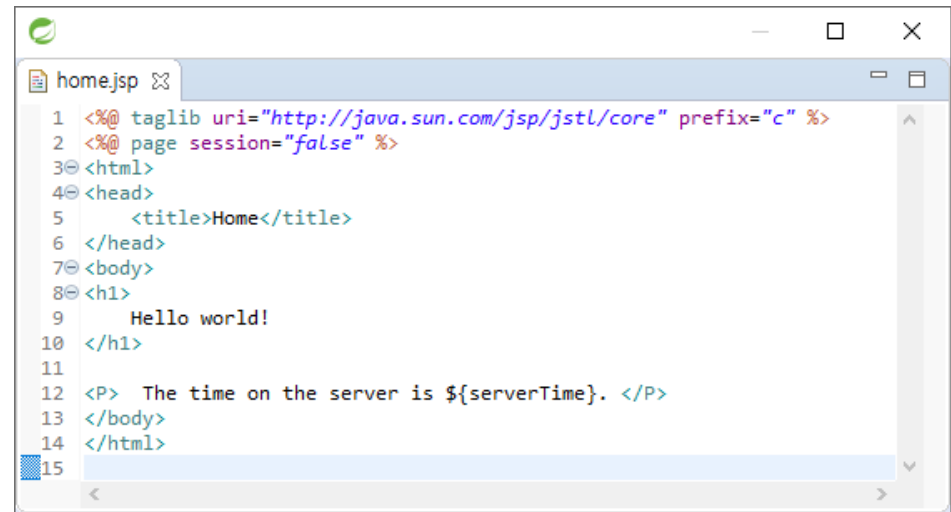 home.jsp
1 <%@ taglib uri="http://java.sun.com/jsp/jstl/core" prefix="c" %>
2 <%@ page session="false" %>
3 <html>
4 <head>
5     <title>Home</title>
6 </head>
7 <body>
8 <h1>
9     Hello world!
10 </h1>
11
12 <P>  The time on the server is ${serverTime}. </P>
13 </body>
14 </html>
15